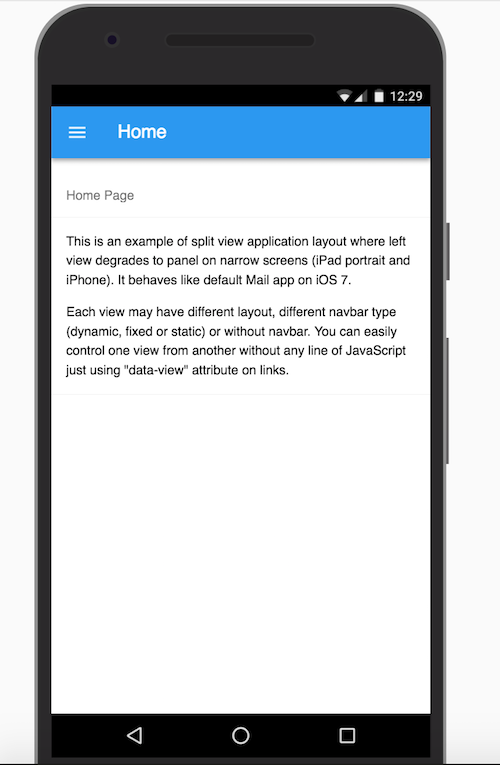 12:29
Home
Home Page
This is an example of split view application layout where left
view degrades to panel on narrow screens (iPad portrait and
iPhone). It behaves like default Mail app on iOS 7.
Each view may have different layout, different navbar type
(dynamic, fixed or static) or without navbar. You can easily
control one view from another without any line of JavaScript
just using "data-view" attribute on links.